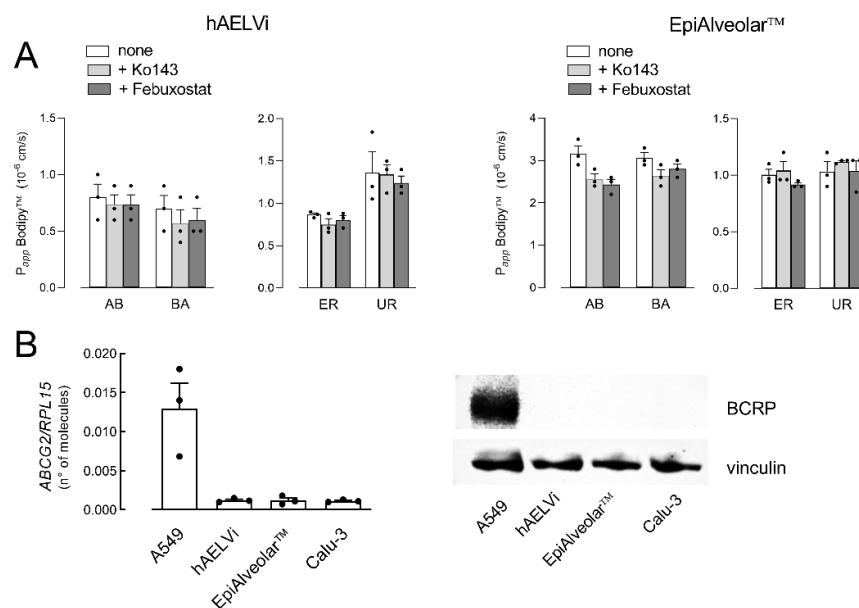 hAELVi
EpiAlveolar™
A
none
+ Ko143
+ Febuxostat
none
+ Ko143
+ Febuxostat
Papp Bodipy™ (10⁻⁶ cm/s)
1.5
1.0
0.5
0.0
AB BA
2.0
1.5
1.0
0.5
0.0
ER UR
Papp Bodipy™ (10⁻⁶ cm/s)
4
3
2
1
0
AB BA
2.0
1.5
1.0
0.5
0.0
ER UR
B
ABCG2/RPL15
(n° of molecules)
0.020
0.015
0.010
0.005
0.000
A549
hAELVi
EpiAlveolar™
Calu-3
BCRP
vinculin
A549
hAELVi
EpiAlveolar™
Calu-3